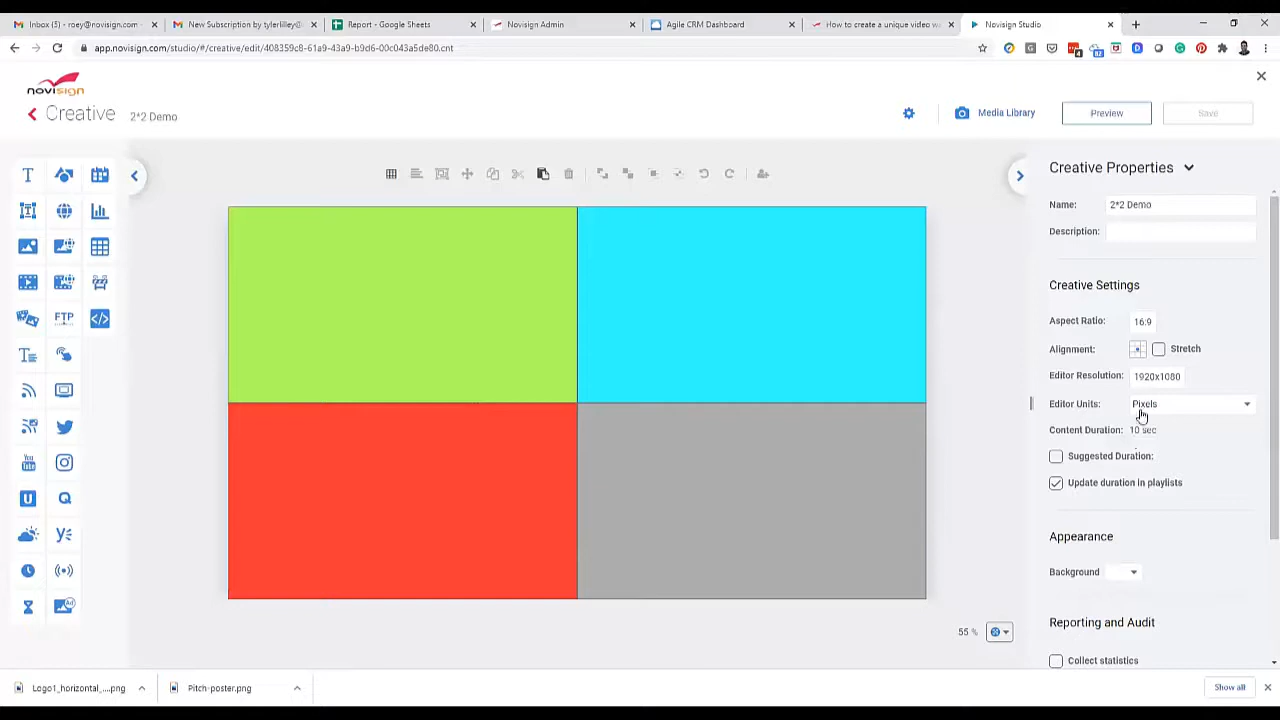 Inbox (5) - roey@novisign.com -
New Subscription by tylerlilley@
Report - Google Sheets
Novisign Admin
Agile CRM Dashboard
How to create a unique video w
Novisign Studio
app.novisign.com/studio/#/creative/edit/408359c8-61a9-43a9-b9d6-00c043a5de80.cnt
novisign
Creative
2*2 Demo
Media Library
Preview
Save
Creative Properties
Name: 2*2 Demo
Description:
Creative Settings
Aspect Ratio: 16:9
Alignment: Stretch
Editor Resolution: 1920x1080
Editor Units: Pixels
Content Duration: 10 sec
Suggested Duration:
Update duration in playlists
Appearance
Background
Reporting and Audit
Collect statistics
FTP
You
Tube
U
Q
Y
Ad
55 %
Logo1_horizontal_....png
Pitch-poster.png
Show all